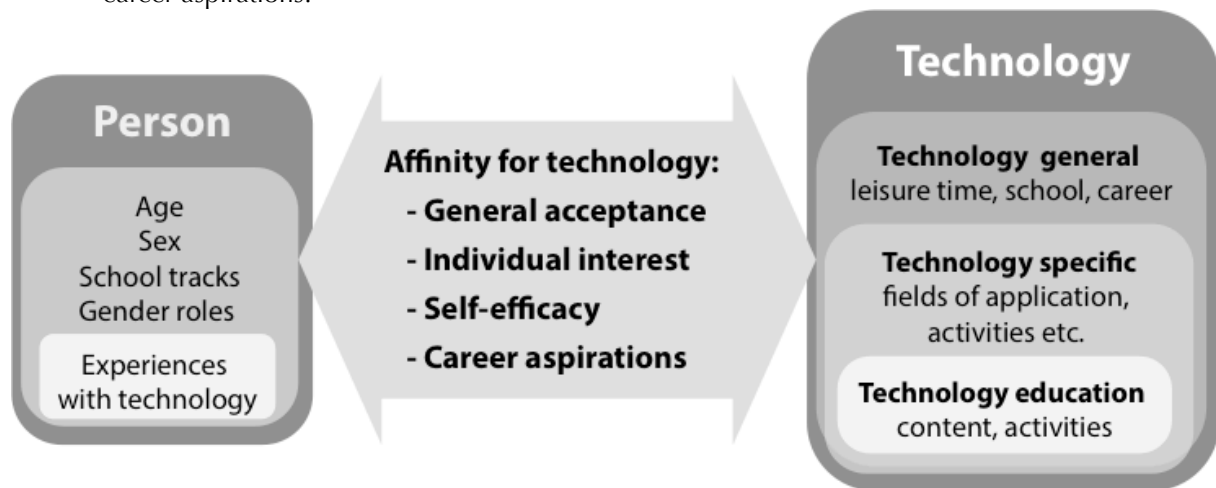 career aspirations.
Person
Age
Sex
School tracks
Gender roles
Experiences
with technology
Affinity for technology:
- General acceptance
- Individual interest
- Self-efficacy
- Career aspirations
Technology
Technology general
leisure time, school, career
Technology specific
fields of application,
activities etc.
Technology education
content, activities